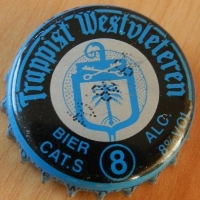 Trappist Westvleteren
BIER
CAT.S
8
ALC:
8%VOL